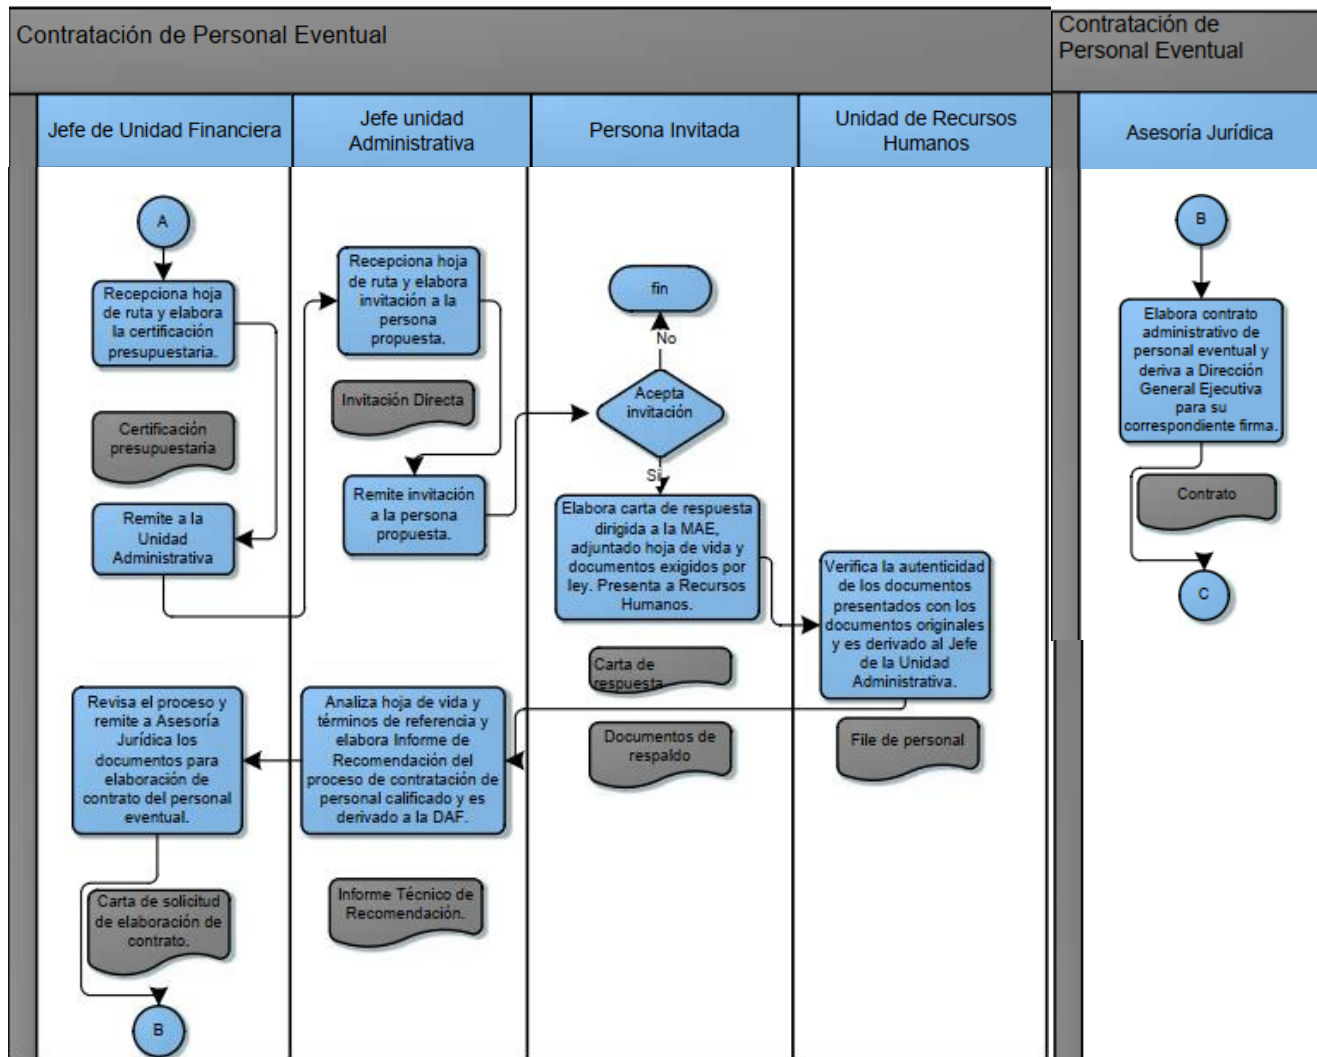 Contratación de Personal Eventual
Contratación de
Personal Eventual
Jefe de Unidad Financiera
Jefe unidad
Administrativa
Persona Invitada
Unidad de Recursos
Humanos
Asesoría Jurídica
A
Recepciona hoja
de ruta y elabora
la certificación
presupuestaria.
Certificación
presupuestaria
Remite a la
Unidad
Administrativa
Recepciona hoja
de ruta y elabora
invitación a la
persona
propuesta.
Invitación Directa
Remite invitación
a la persona
propuesta.
fin
No
Acepta
invitación
Si
Elabora carta de respuesta
dirigida a la MAE,
adjuntado hoja de vida y
documentos exigidos por
ley. Presenta a Recursos
Humanos.
Carta de
respuesta
Documentos de
respaldo
Verifica la autenticidad
de los documentos
presentados con los
documentos originales
y es derivado al Jefe
de la Unidad
Administrativa.
File de personal
Analiza hoja de vida y
términos de referencia y
elabora Informe de
Recomendación del
proceso de contratación de
personal calificado y es
derivado a la DAF.
Informe Técnico de
Recomendación.
Revisa el proceso y
remite a Asesoría
Jurídica los
documentos para
elaboración de
contrato del personal
eventual.
Carta de solicitud
de elaboración de
contrato.
B
B
Elabora contrato
administrativo de
personal eventual y
deriva a Dirección
General Ejecutiva
para su
correspondiente firma.
Contrato
C